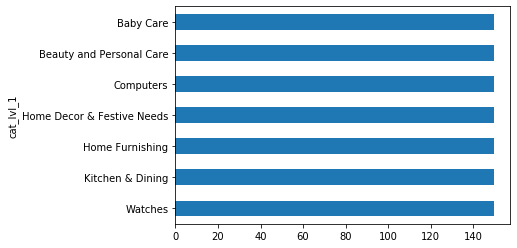 Baby Care
Beauty and Personal Care
Computers
Home Decor & Festive Needs
Home Furnishing
Kitchen & Dining
Watches
cat_lvl_1
0 20 40 60 80 100 120 140